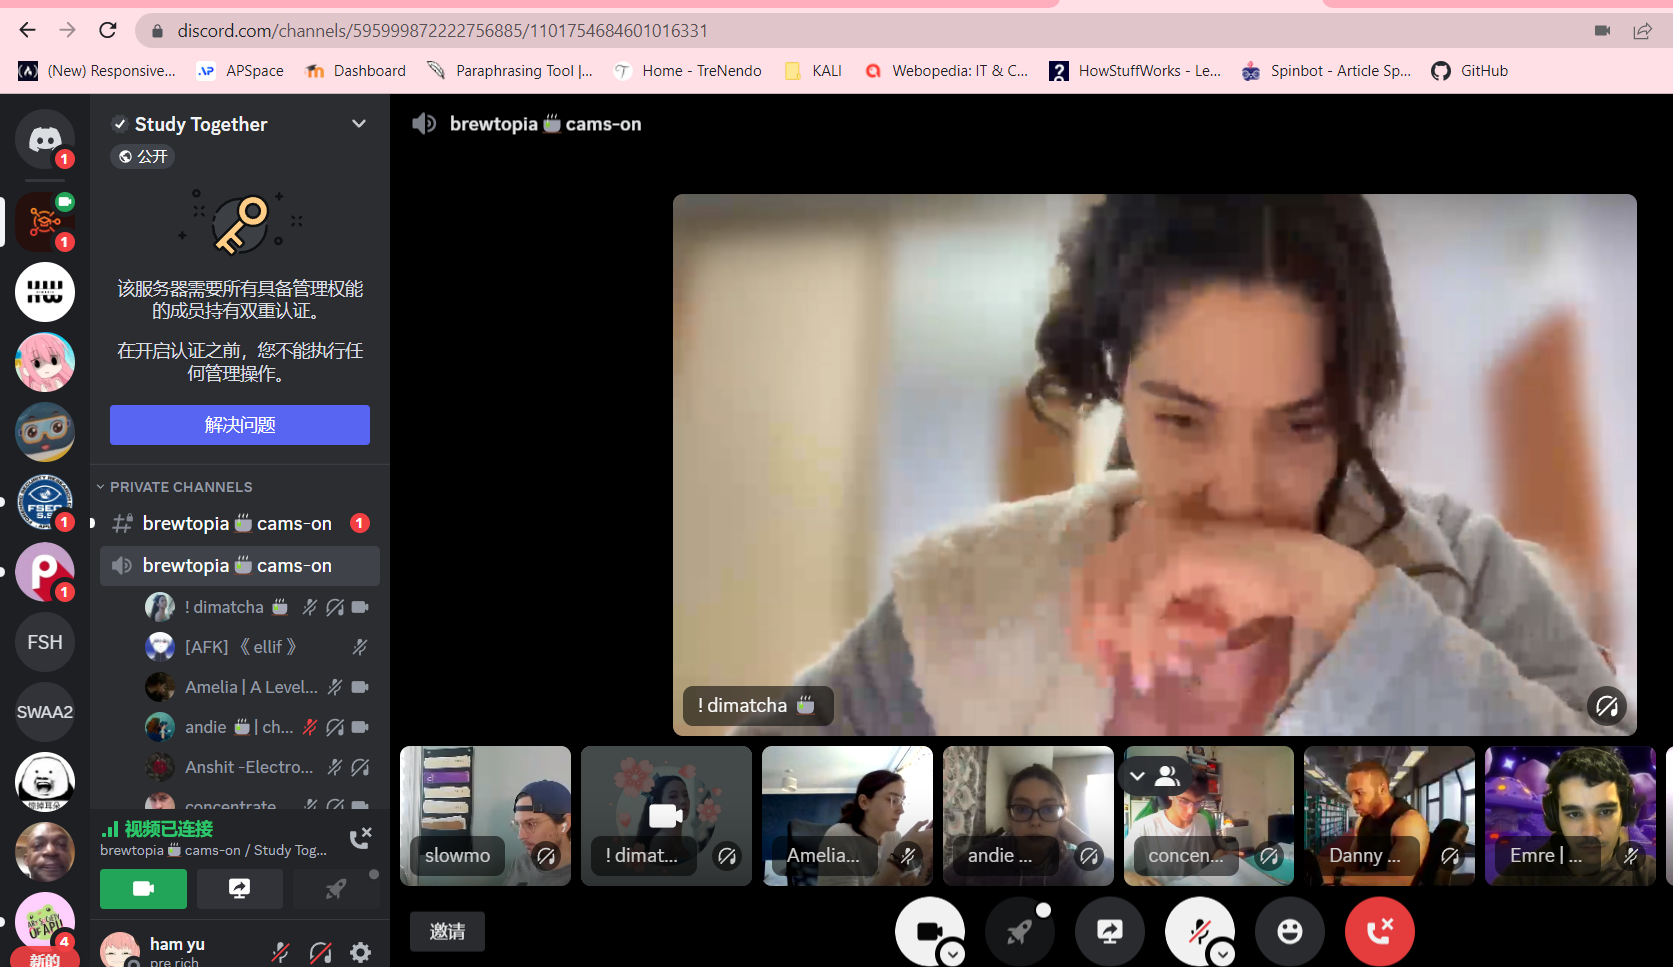 discord.com/channels/595999872222756885/1101754684601016331
(New) Responsive...
APSpace
Dashboard
Paraphrasing Tool |...
Home - TreNendo
KALI
Webopedia: IT & C...
HowStuffWorks - Le...
Spinbot - Article Sp...
GitHub
Study Together
公开
该服务器需要所有具备管理权能
的成员持有双重认证。
在开启认证之前，您不能执行任
何管理操作。
解决问题
PRIVATE CHANNELS
brewtopia🍵cams-on
1
brewtopia🍵cams-on
! dimatcha 🍵
[AFK] 《 ellif 》
Amelia | A Level...
andie 🍵| ch...
Anshit -Electro...
concentrate
视频已连接
brewtopia🍵cams-on / Study Tog...
ham yu
pre rich
1
1
FSEC
1
P
1
FSH
SWAA2
4
新的
brewtopia🍵cams-on
! dimatcha 🍵
slowmo
! dimat...
Amelia...
andie ...
concen...
Danny ...
Emre | ...
邀请